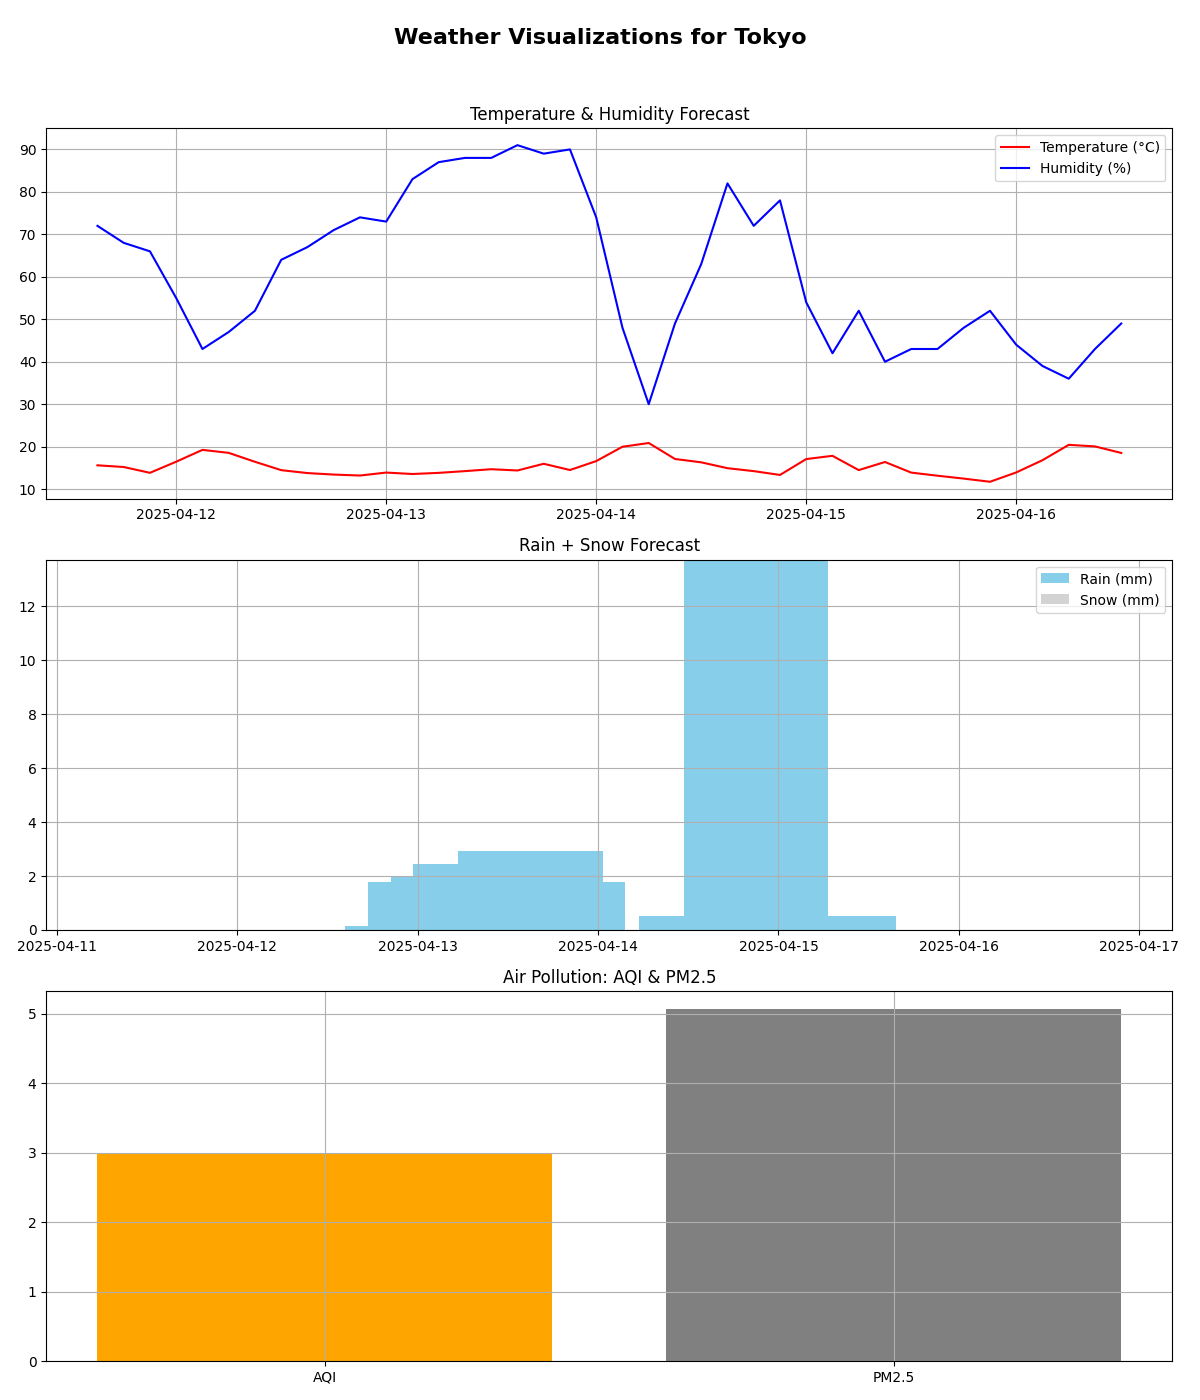 Weather Visualizations for Tokyo
Temperature & Humidity Forecast
Temperature (°C)
Humidity (%)
90
80
70
60
50
40
30
20
10
2025-04-12 2025-04-13 2025-04-14 2025-04-15 2025-04-16
Rain + Snow Forecast
Rain (mm)
Snow (mm)
12
10
8
6
4
2
0
2025-04-11 2025-04-12 2025-04-13 2025-04-14 2025-04-15 2025-04-16 2025-04-17
Air Pollution: AQI & PM2.5
5
4
3
2
1
0
AQI PM2.5